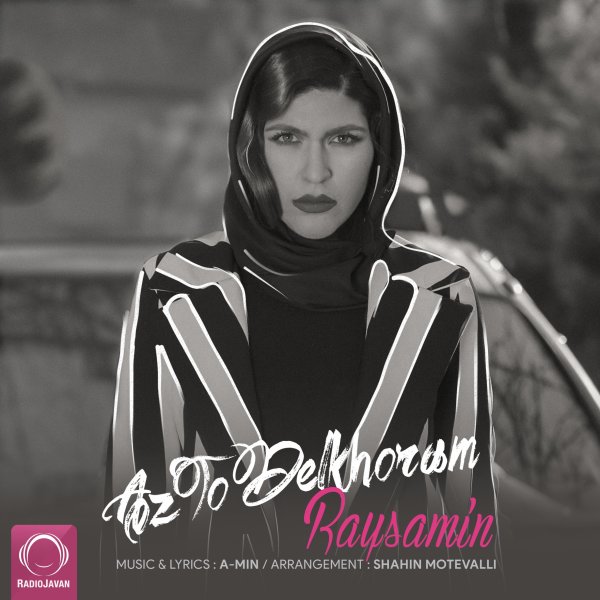 Az To Delkhoram
Raysamin
MUSIC & LYRICS : A-MIN / ARRANGEMENT : SHAHIN MOTEVALLI
RADIOJAVAN